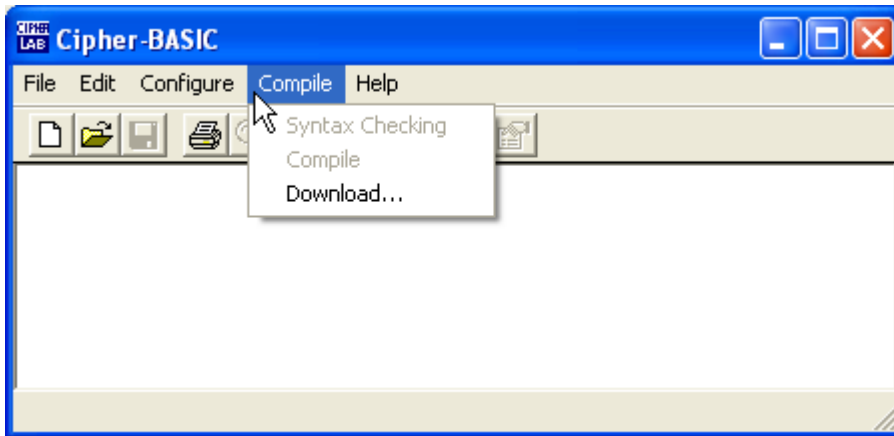 CIPHER LAB Cipher-BASIC
File Edit Configure Compile Help
Syntax Checking
Compile
Download...